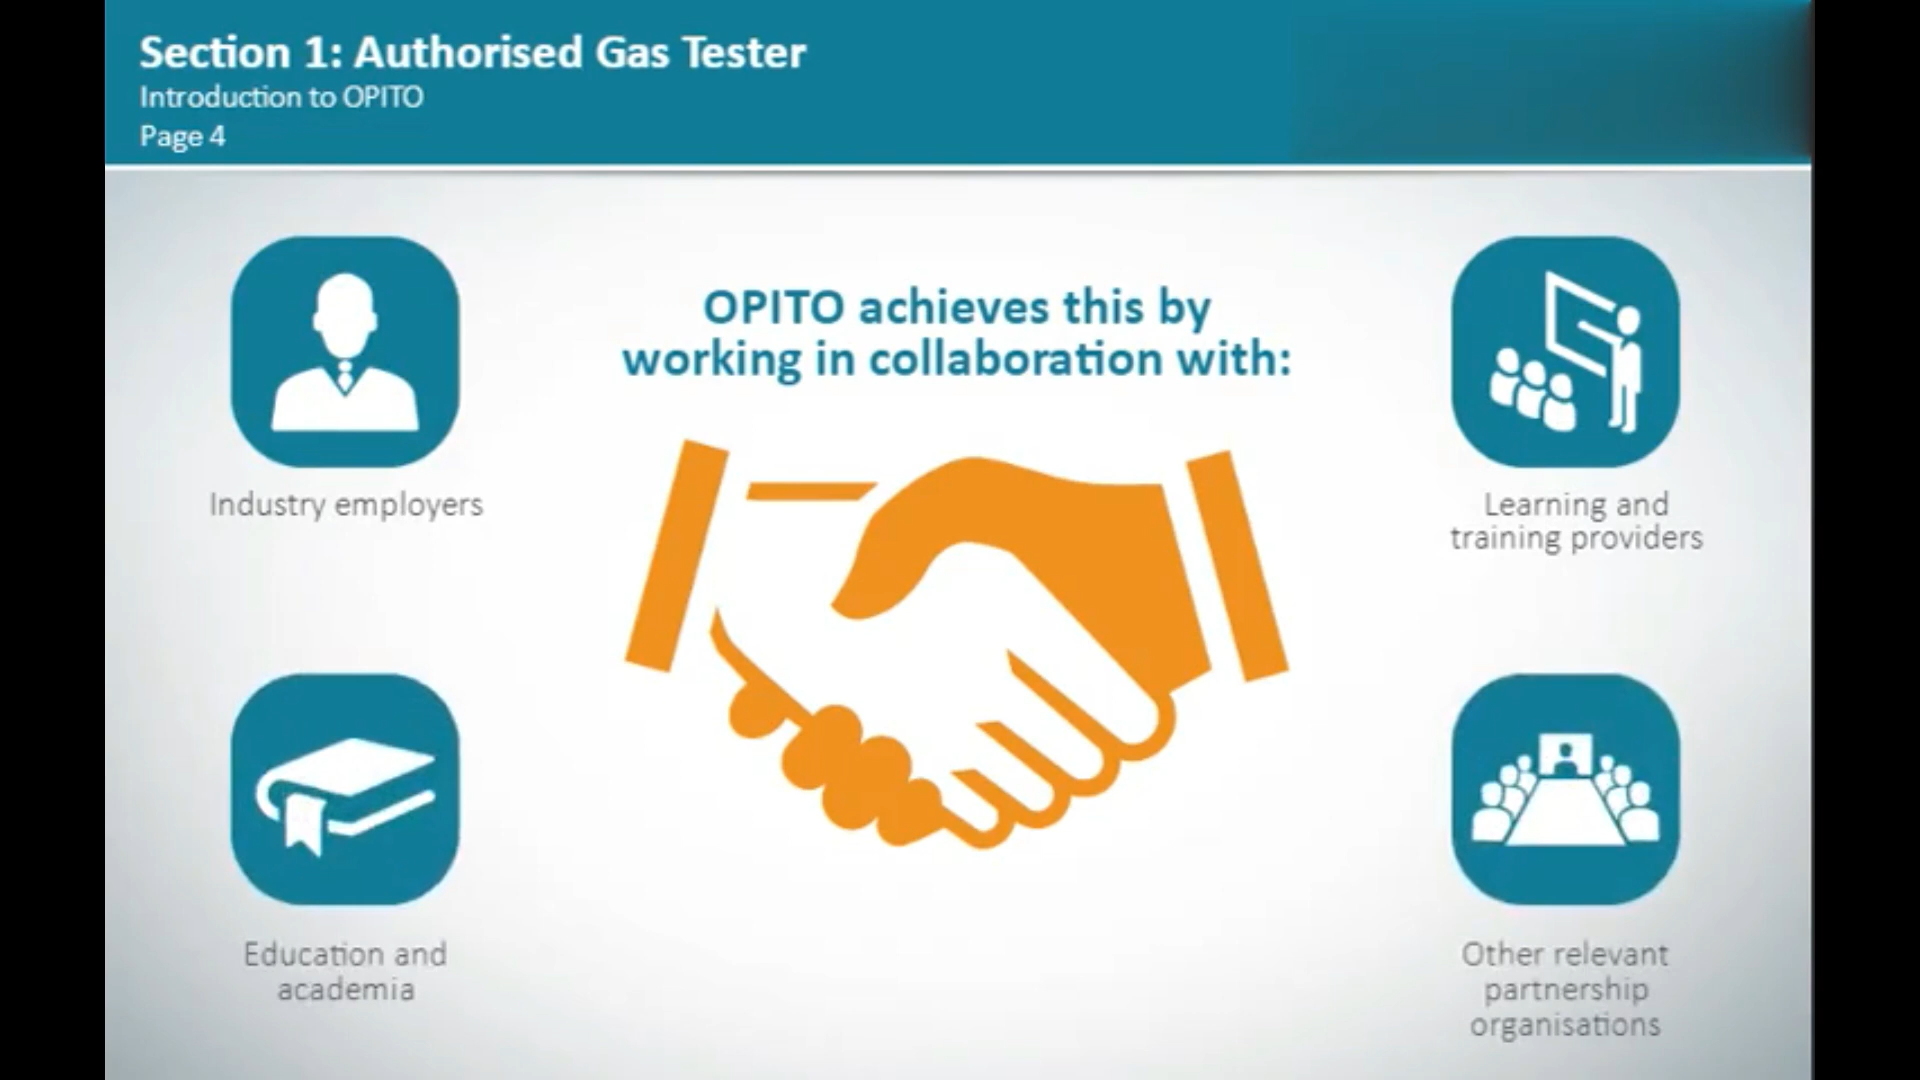 Section 1: Authorised Gas Tester
Introduction to OPITO
Page 4
OPITO achieves this by
working in collaboration with:
Industry employers
Learning and
training providers
Education and
academia
Other relevant
partnership
organisations